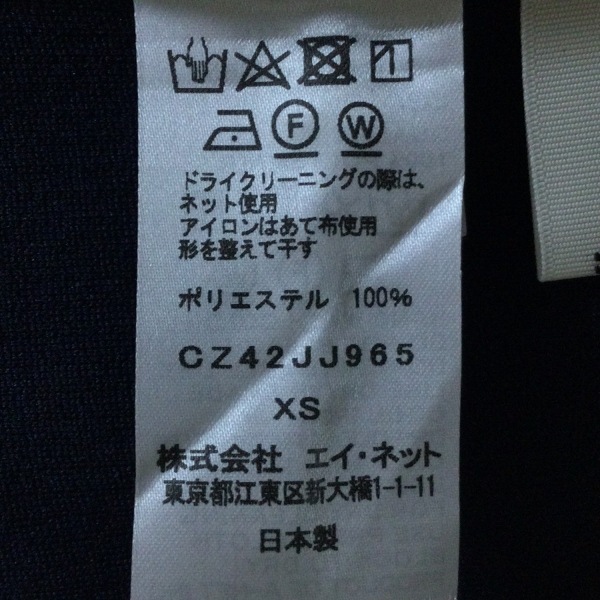 F W
ドライクリーニングの際は、
ネット使用
アイロンはあて布使用
形を整えて干す
ポリエステル 100%
CZ42JJ965
XS
株式会社 エイ・ネット
東京都江東区新大橋1-1-11
日本製